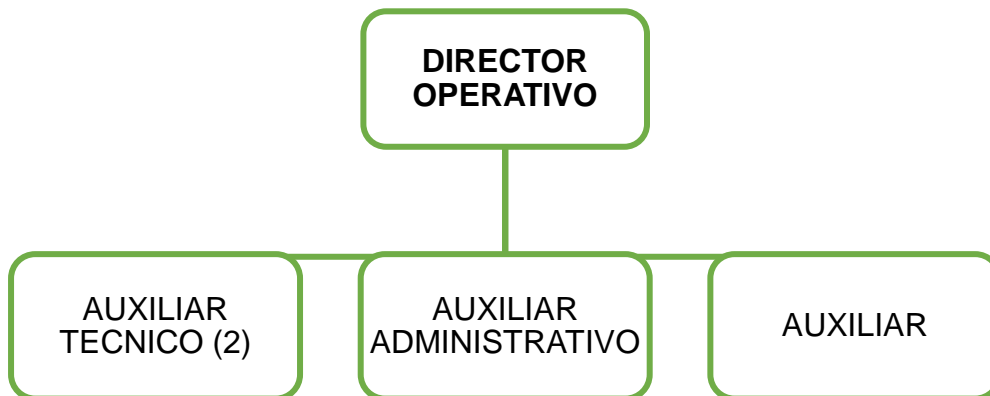 DIRECTOR
OPERATIVO
AUXILIAR
TECNICO (2)
AUXILIAR
ADMINISTRATIVO
AUXILIAR